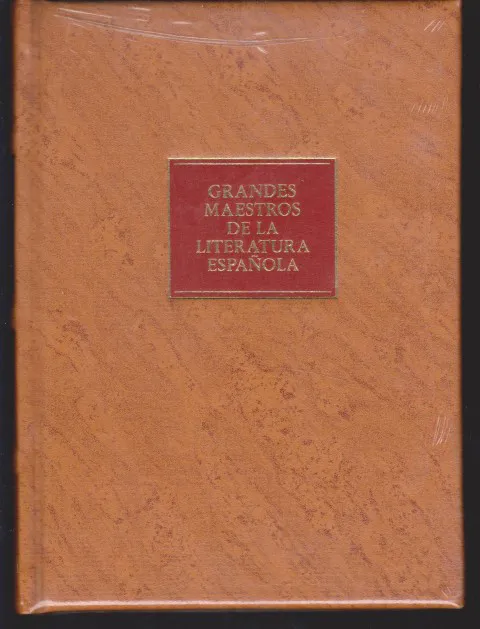 GRANDES
MAESTROS
DE LA
LITERATURA
ESPAÑOLA